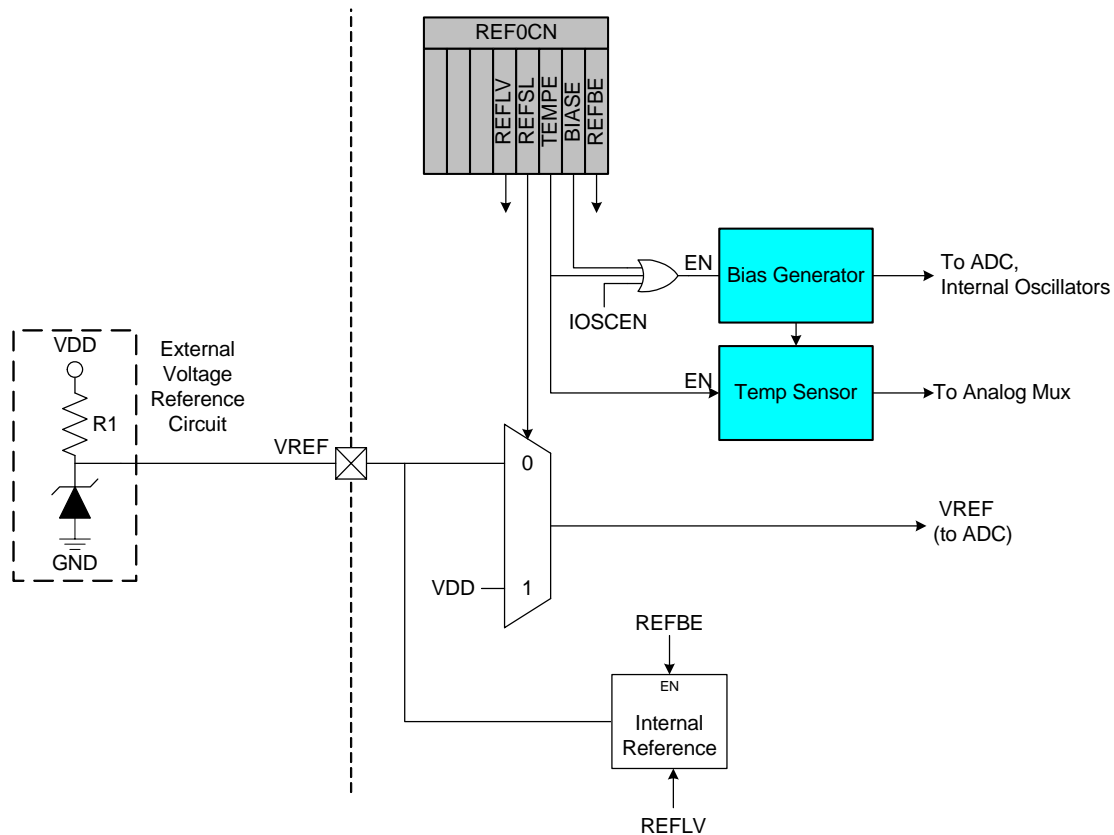 REF0CN
REFLV
REFSL
TEMPE
BIASE
REFBE
EN
Bias Generator
To ADC,
Internal Oscillators
IOSCEN
EN
Temp Sensor
To Analog Mux
VDD
R1
GND
External
Voltage
Reference
Circuit
VREF
0
VDD
1
VREF
(to ADC)
REFBE
EN
Internal
Reference
REFLV